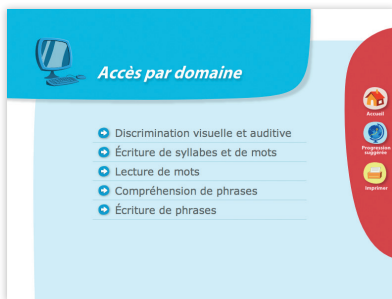 Accès par domaine
Discrimination visuelle et auditive
Écriture de syllabes et de mots
Lecture de mots
Compréhension de phrases
Écriture de phrases
Accueil
Progression
suggérée
Imprimer